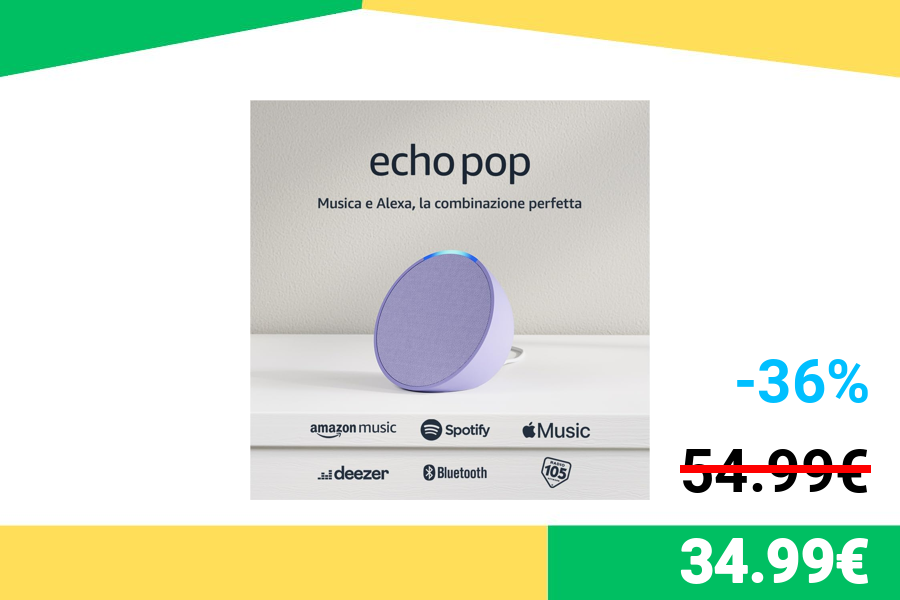 echo pop
Musica e Alexa, la combinazione perfetta
amazon music
Spotify
Music
deezer
Bluetooth
RADIO
105
-36%
54.99€
34.99€